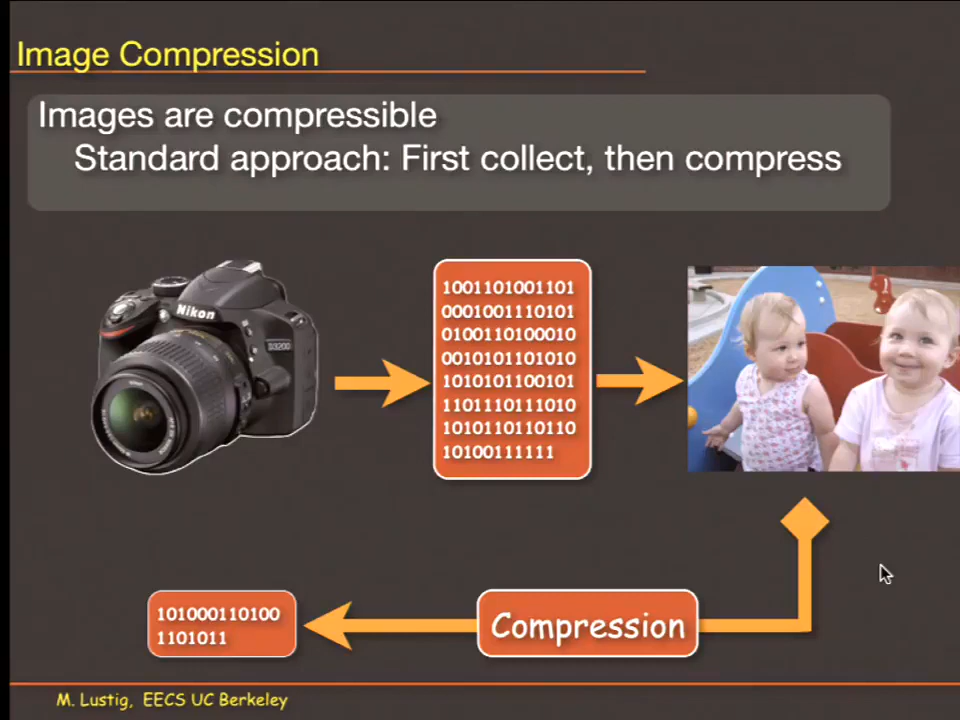 Image Compression
Images are compressible
Standard approach: First collect, then compress
Nikon
D3200
1001101001101
0001001110101
0100110100010
0010101101010
1010101100101
1101110111010
1010110110110
10100111111
Compression
101000110100
1101011
M. Lustig, EECS UC Berkeley